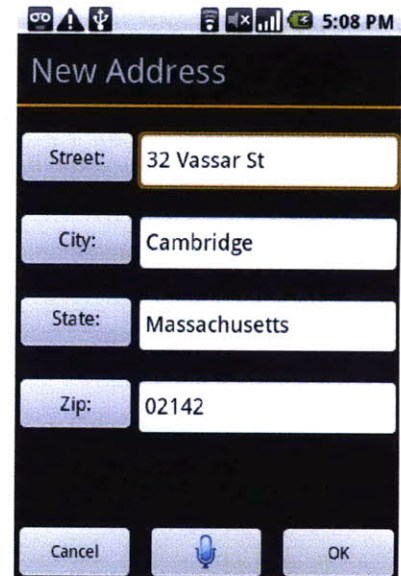 5:08 PM
New Address
Street: 32 Vassar St
City: Cambridge
State: Massachusetts
Zip: 02142
Cancel OK